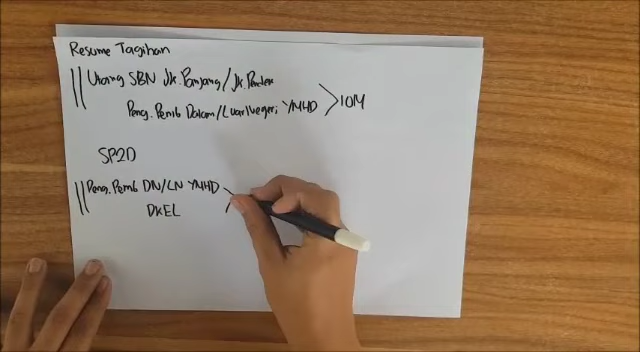 Resume Tagihan
Utang SBN Jk. Panjang/Jk. Pendek
Peng. Pemb Dalam/Luar Negeri YMHD > 10M
SP2D
Peng. Pemb DN/LN YMHD
DKEL